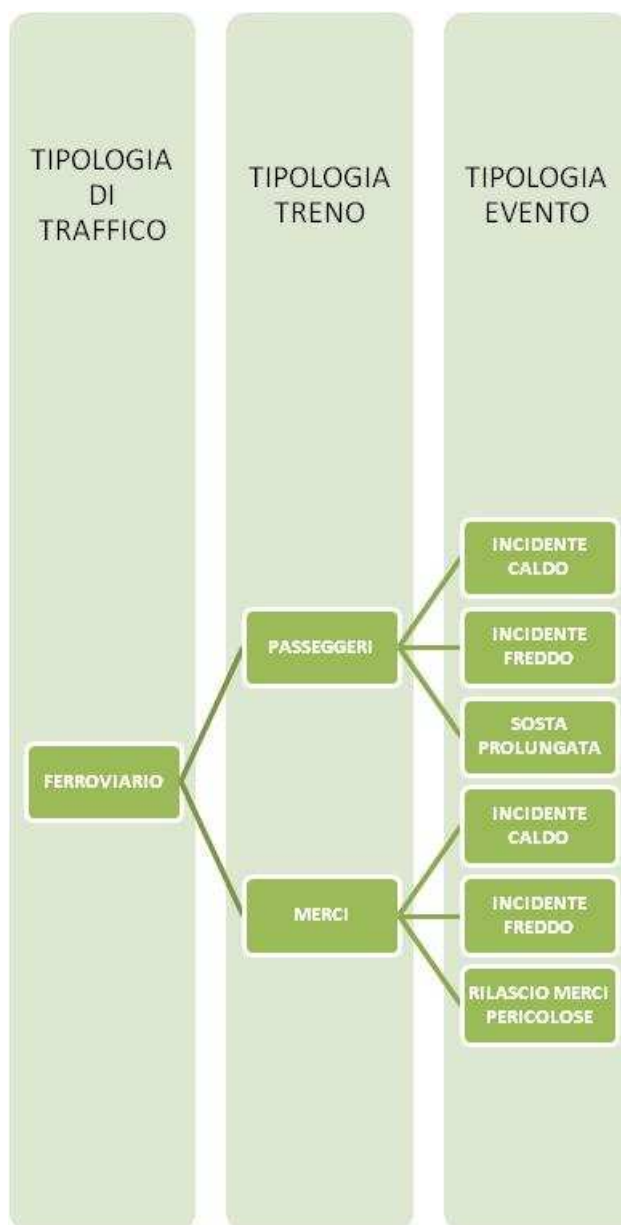 TIPOLOGIA
DI
TRAFFICO
TIPOLOGIA
TRENO
TIPOLOGIA
EVENTO
FERROVIARIO
PASSEGGERI
MERCI
INCIDENTE
CALDO
INCIDENTE
FREDDO
SOSTA
PROLUNGATA
INCIDENTE
CALDO
INCIDENTE
FREDDO
RILASCIO MERCI
PERICOLOSE